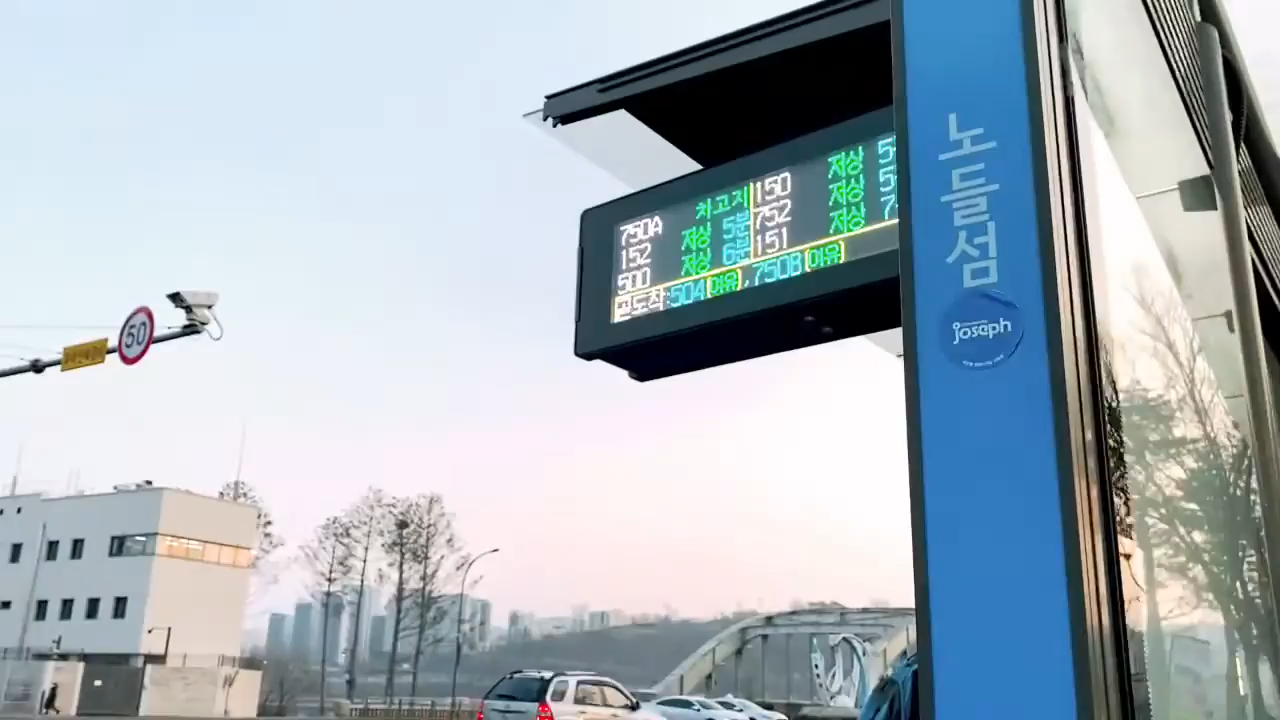 50
750A 차고지
152 저상 5분
500 저상 6분
150 저상
752 저상
151 저상
곧도착:504(여유),750B(여유)
노들섬
joseph